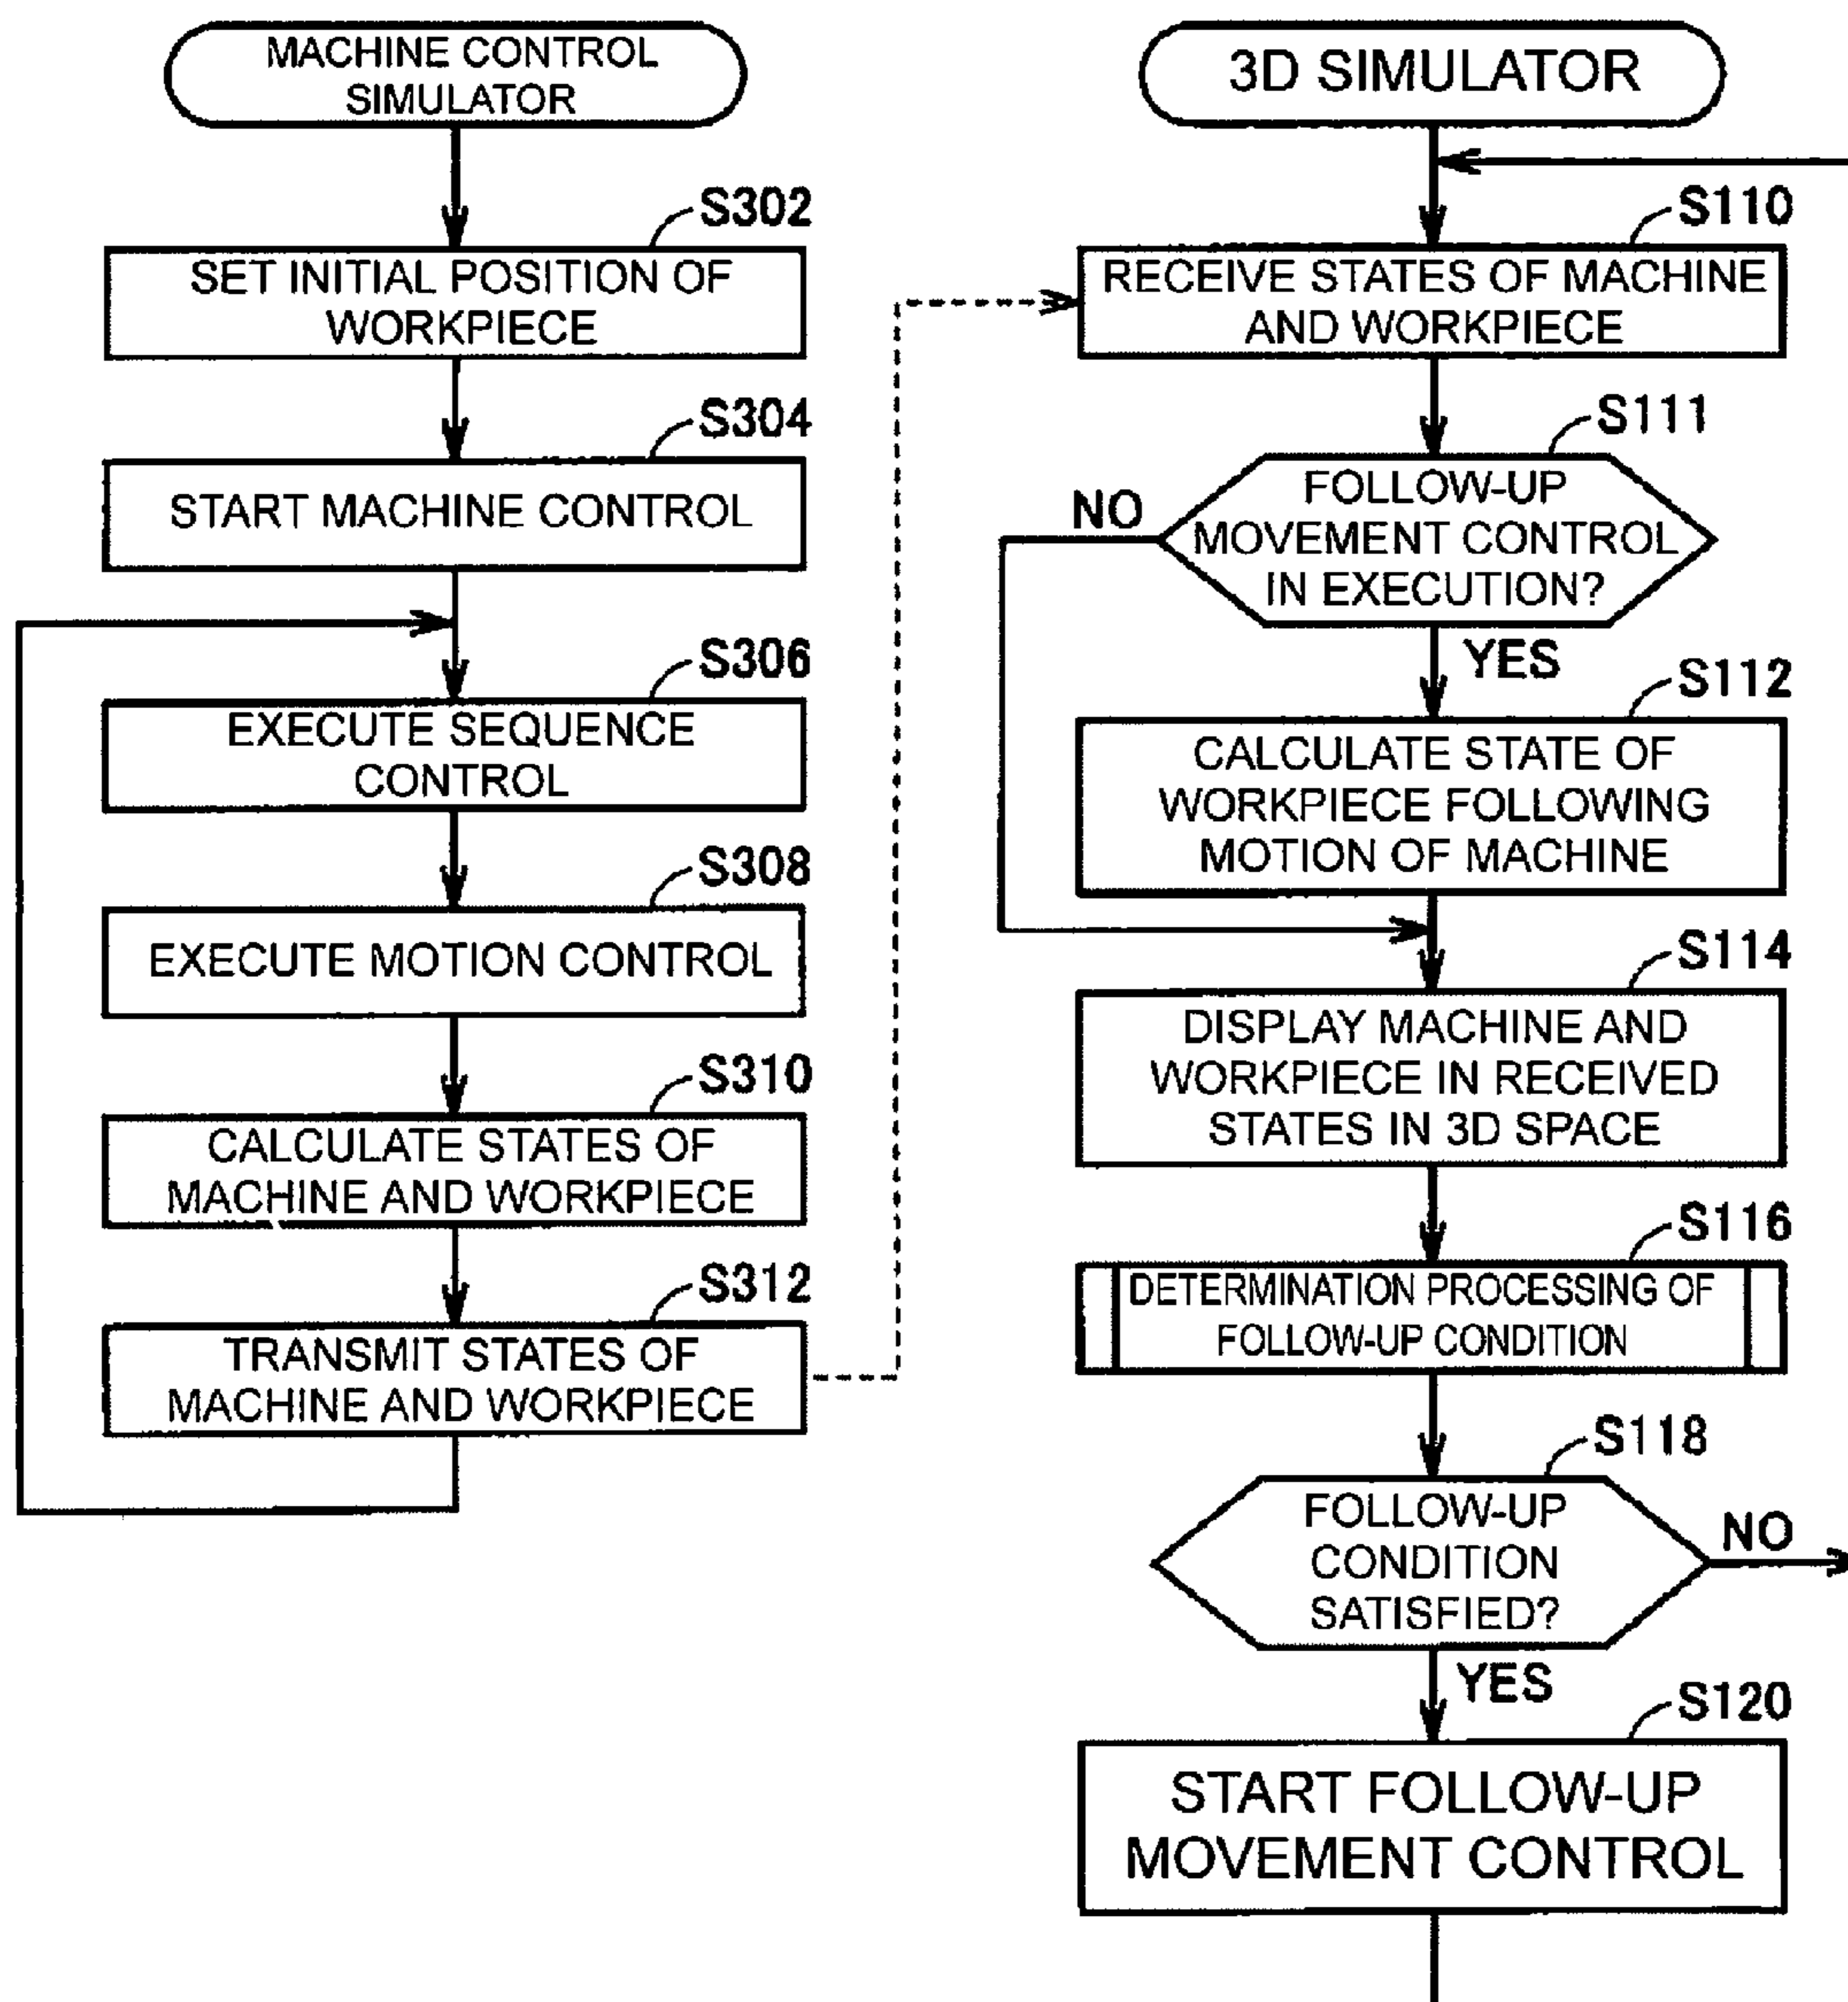 MACHINE CONTROL
SIMULATOR
S302
SET INITIAL POSITION OF
WORKPIECE
S304
START MACHINE CONTROL
S306
EXECUTE SEQUENCE
CONTROL
S308
EXECUTE MOTION CONTROL
S310
CALCULATE STATES OF
MACHINE AND WORKPIECE
S312
TRANSMIT STATES OF
MACHINE AND WORKPIECE
3D SIMULATOR
S110
RECEIVE STATES OF MACHINE
AND WORKPIECE
S111
FOLLOW-UP
MOVEMENT CONTROL
IN EXECUTION?
NO
YES
S112
CALCULATE STATE OF
WORKPIECE FOLLOWING
MOTION OF MACHINE
S114
DISPLAY MACHINE AND
WORKPIECE IN RECEIVED
STATES IN 3D SPACE
S116
DETERMINATION PROCESSING OF
FOLLOW-UP CONDITION
S118
FOLLOW-UP
CONDITION
SATISFIED?
NO
YES
S120
START FOLLOW-UP
MOVEMENT CONTROL